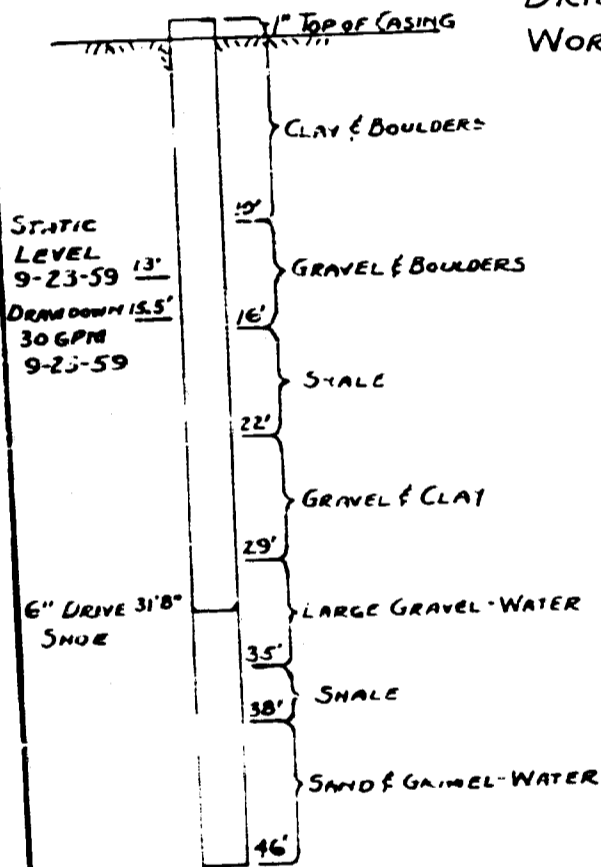 1" TOP OF CASING
CLAY & BOULDERS
STATIC
LEVEL
9-23-59 13'
GRAVEL & BOULDERS
DRAWDOWN 15.5'
30 GPM
16'
SHALE
22'
GRAVEL & CLAY
29'
6" DRIVE 31'8"
SHOE
LARGE GRAVEL-WATER
35'
SHALE
38'
SAND & GRAVEL-WATER
46'